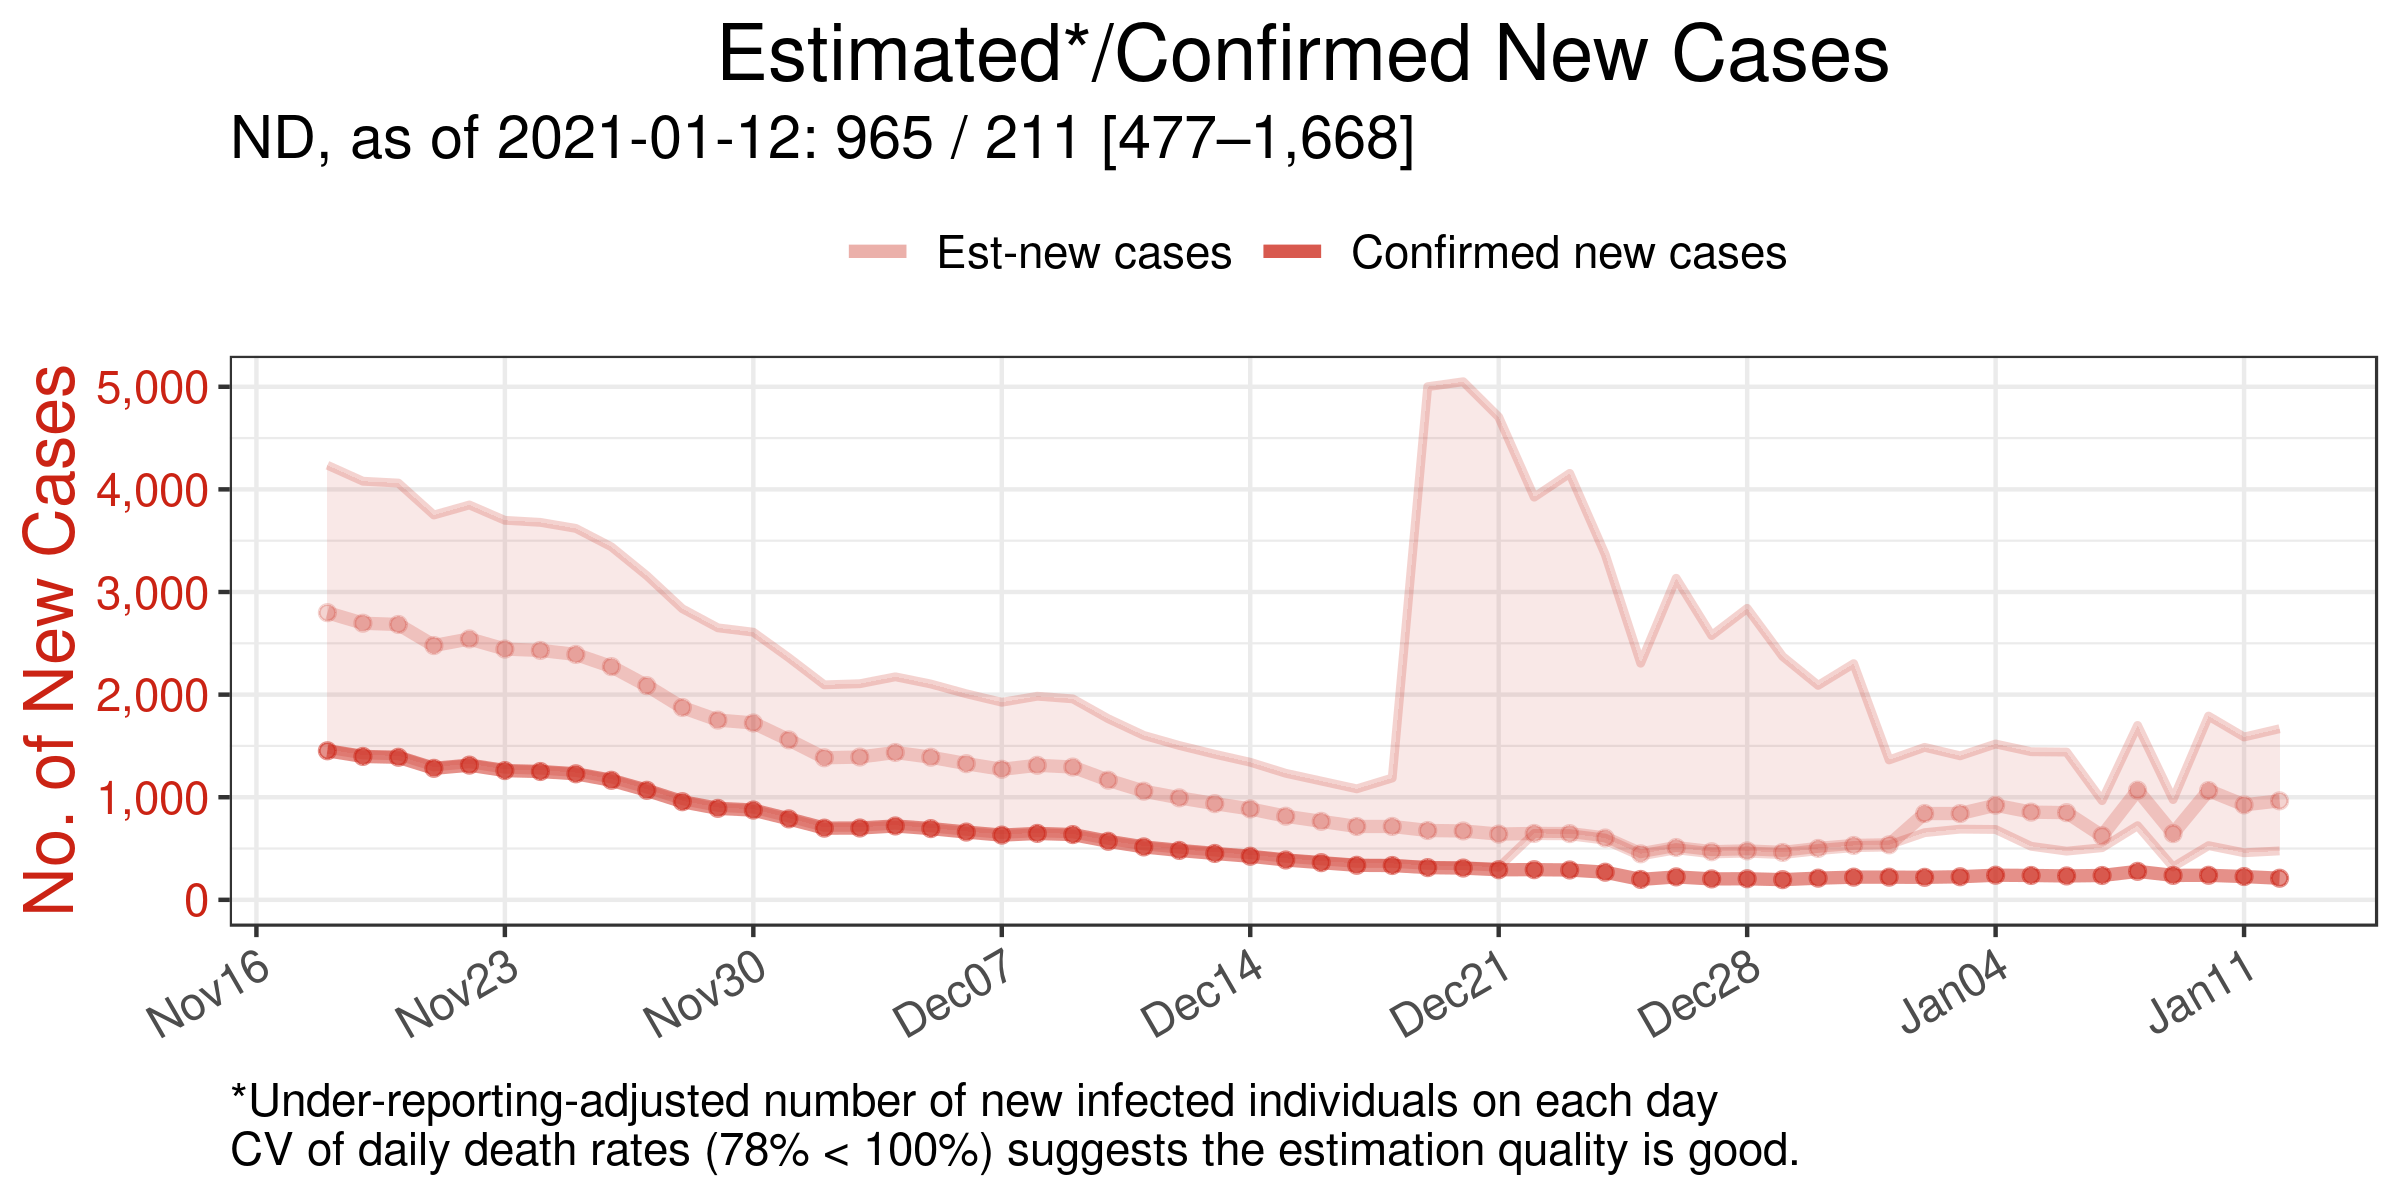 Estimated*/Confirmed New Cases
ND, as of 2021-01-12: 965 / 211 [477–1,668]
Est-new cases Confirmed new cases
No. of New Cases
5,000
4,000
3,000
2,000
1,000
0
Nov16 Nov23 Nov30 Dec07 Dec14 Dec21 Dec28 Jan04 Jan11
*Under-reporting-adjusted number of new infected individuals on each day
CV of daily death rates (78% < 100%) suggests the estimation quality is good.